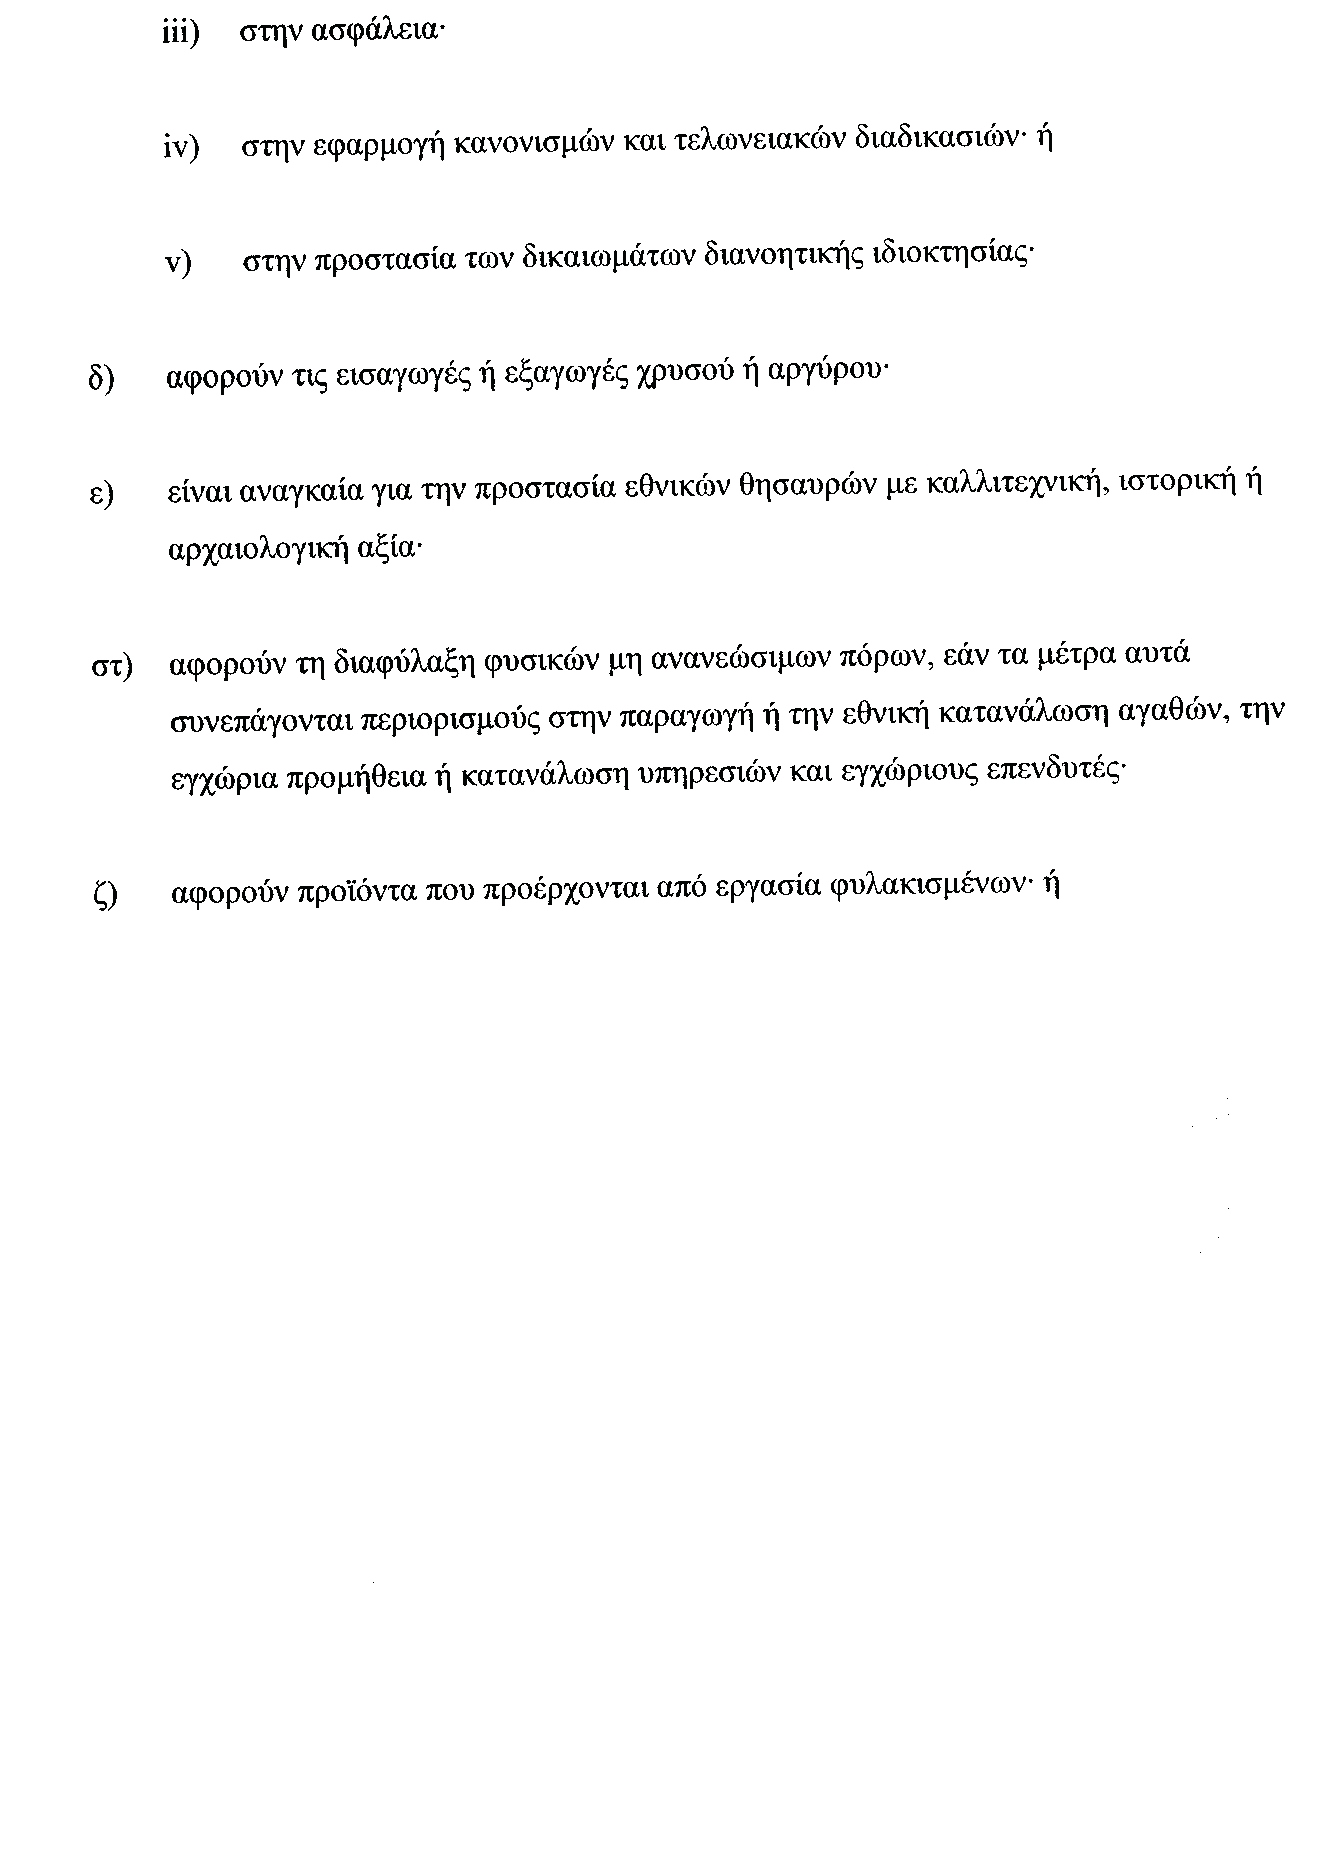 iii) στην ασφάλεια·
iv) στην εφαρμογή κανονισμών και τελωνειακών διαδικασιών· ή
v) στην προστασία των δικαιωμάτων διανοητικής ιδιοκτησίας·
δ) αφορούν τις εισαγωγές ή εξαγωγές χρυσού ή αργύρου·
ε) είναι αναγκαία για την προστασία εθνικών θησαυρών με καλλιτεχνική, ιστορική ή
αρχαιολογική αξία·
στ) αφορούν τη διαφύλαξη φυσικών μη ανανεώσιμων πόρων, εάν τα μέτρα αυτά
συνεπάγονται περιορισμούς στην παραγωγή ή την εθνική κατανάλωση αγαθών, την
εγχώρια προμήθεια ή κατανάλωση υπηρεσιών και εγχώριους επενδυτές·
ζ) αφορούν προϊόντα που προέρχονται από εργασία φυλακισμένων· ή